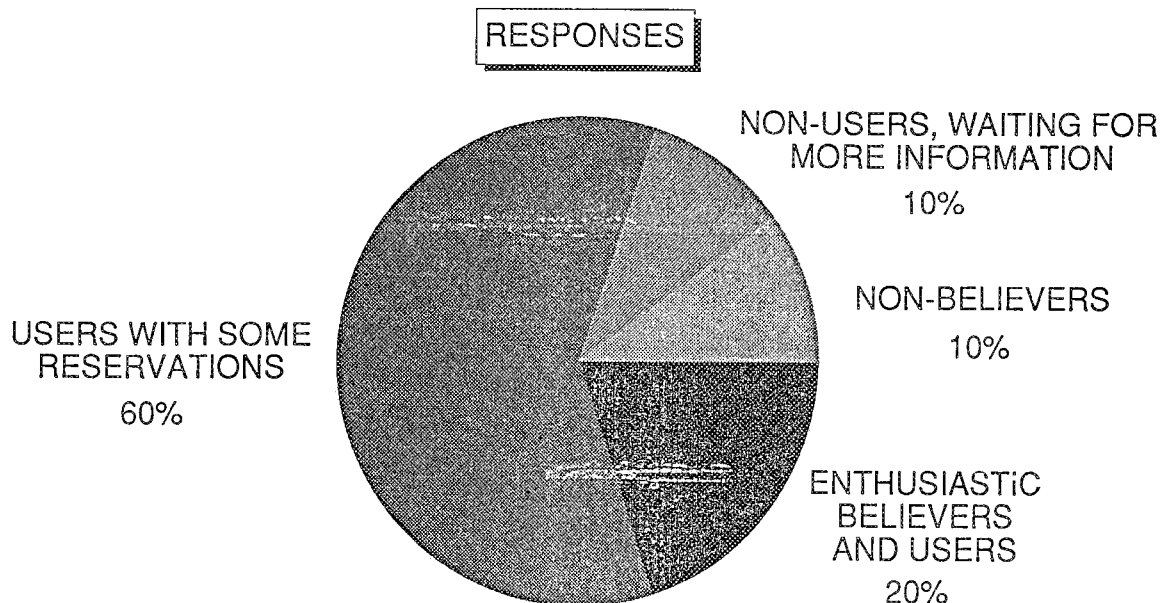 RESPONSES
NON-USERS, WAITING FOR
MORE INFORMATION
10%
NON-BELIEVERS
10%
USERS WITH SOME
RESERVATIONS
60%
ENTHUSIASTiC
BELIEVERS
AND USERS
20%